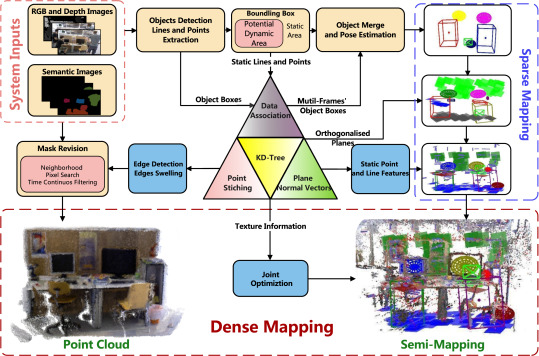 System Inputs
RGB and Depth Images
Semantic Images
Objects Detection
Lines and Points
Extraction
Boundling Box
Potential
Dynamic
Area
Static
Area
Object Merge
and Pose Estimation
Sparse Mapping
Static Lines and Points
Object Boxes
Data
Association
Mutil-Frames'
Object Boxes
Orthogonalised
Planes
Mask Revision
Neighborhood
Pixel Search
Time Continuos Filtering
Edge Detection
Edges Swelling
KD-Tree
Point
Stiching
Plane
Normal Vectors
Static Point
and Line Features
Texture Information
Joint
Optimiztion
Dense Mapping
Point Cloud
Semi-Mapping